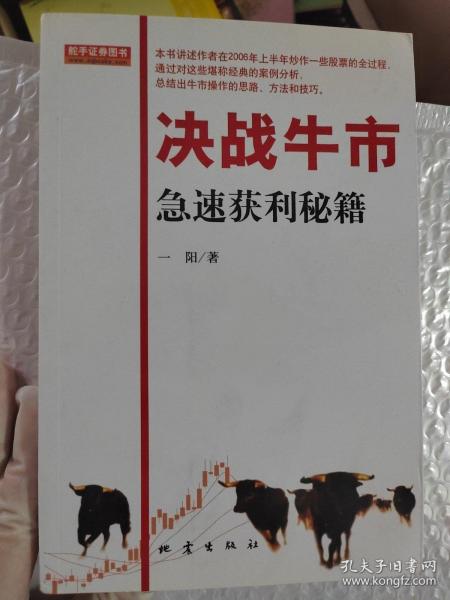 舵手证券图书
本书讲述作者在2006年上半年炒作一些股票的全过程，
通过对这些堪称经典的案例分析，
总结出牛市操作的思路、方法和技巧。
决战牛市
急速获利秘籍
一 阳/著
地震出版社
孔夫子旧书网
www.kongfz.com